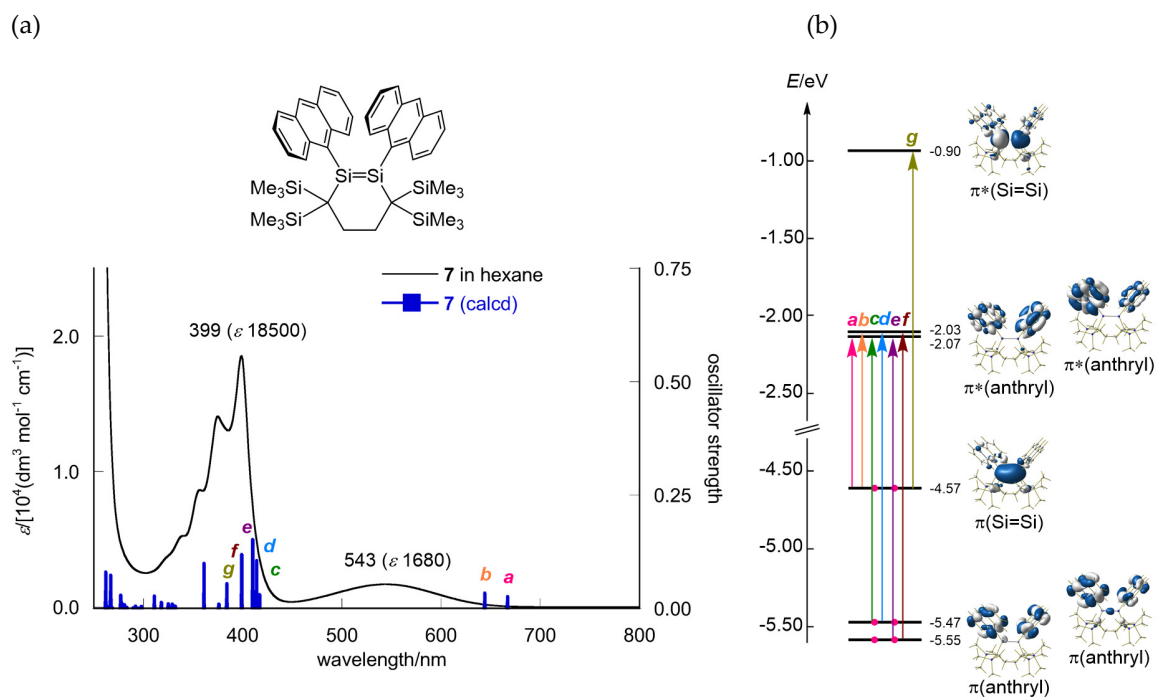 (a)
(b)
Si=Si
Me₃Si
SiMe₃
Me₃Si
SiMe₃
7 in hexane
7 (calcd)
399 (ε 18500)
543 (ε 1680)
ε/[10⁴(dm³ mol⁻¹ cm⁻¹)]
2.0
1.0
0.0
oscillator strength
0.75
0.50
0.25
0.00
g
f
e
d
c
b
a
300
400
500
600
700
800
wavelength/nm
E/eV
-1.00
-1.50
-2.00
-2.50
-4.50
-5.00
-5.50
g
a b c d e f
-0.90
π*(Si=Si)
-2.03
-2.07
π*(anthryl)
π*(anthryl)
-4.57
π(Si=Si)
-5.47
-5.55
π(anthryl)
π(anthryl)